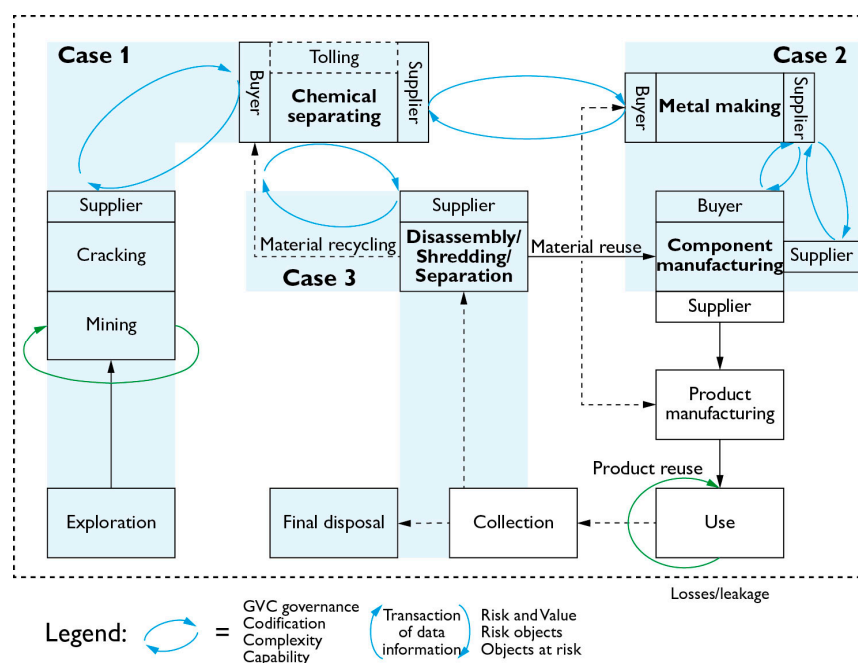 Case 1
Case 2
Tolling
Buyer
Chemical
separating
Supplier
Buyer
Metal making
Supplier
Supplier
Cracking
Mining
Exploration
Material recycling
Case 3
Supplier
Disassembly/
Shredding/
Separation
Material reuse
Buyer
Component
manufacturing
Supplier
Supplier
Product
manufacturing
Product reuse
Final disposal
Collection
Use
Losses/leakage
Legend:
=
GVC governance
Codification
Complexity
Capability
Transaction
of data
information
Risk and Value
Risk objects
Objects at risk